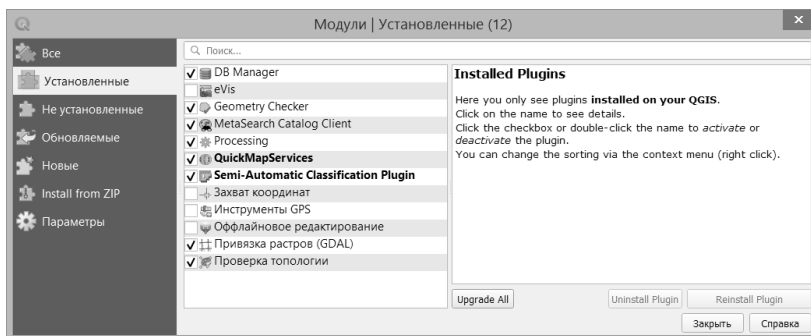 Модули | Установленные (12)
Все
Установленные
Не установленные
Обновляемые
Новые
Install from ZIP
Параметры
Поиск...
DB Manager
eVis
Geometry Checker
MetaSearch Catalog Client
Processing
QuickMapServices
Semi-Automatic Classification Plugin
Захват координат
Инструменты GPS
Оффлайновое редактирование
Привязка растров (GDAL)
Проверка топологии
Installed Plugins
Here you only see plugins installed on your QGIS.
Click on the name to see details.
Click the checkbox or double-click the name to activate or
deactivate the plugin.
You can change the sorting via the context menu (right click).
Upgrade All
Uninstall Plugin
Reinstall Plugin
Закрыть
Справка